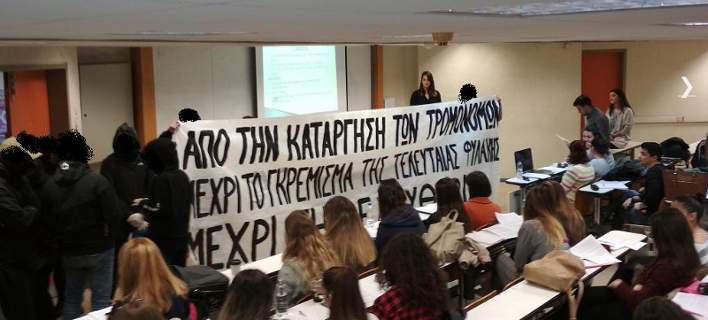 ΑΠΟ ΤΗΝ ΚΑΤΑΡΓΗΣΗ ΤΩΝ ΤΡΟΜΟΝΟΜΩΝ
ΜΕΧΡΙ ΤΟ ΓΚΡΕΜΙΣΜΑ ΤΗΣ ΤΕΛΕΥΤΑΙΑΣ ΦΥΛΑΚΗΣ
ΜΕΧΡΙ